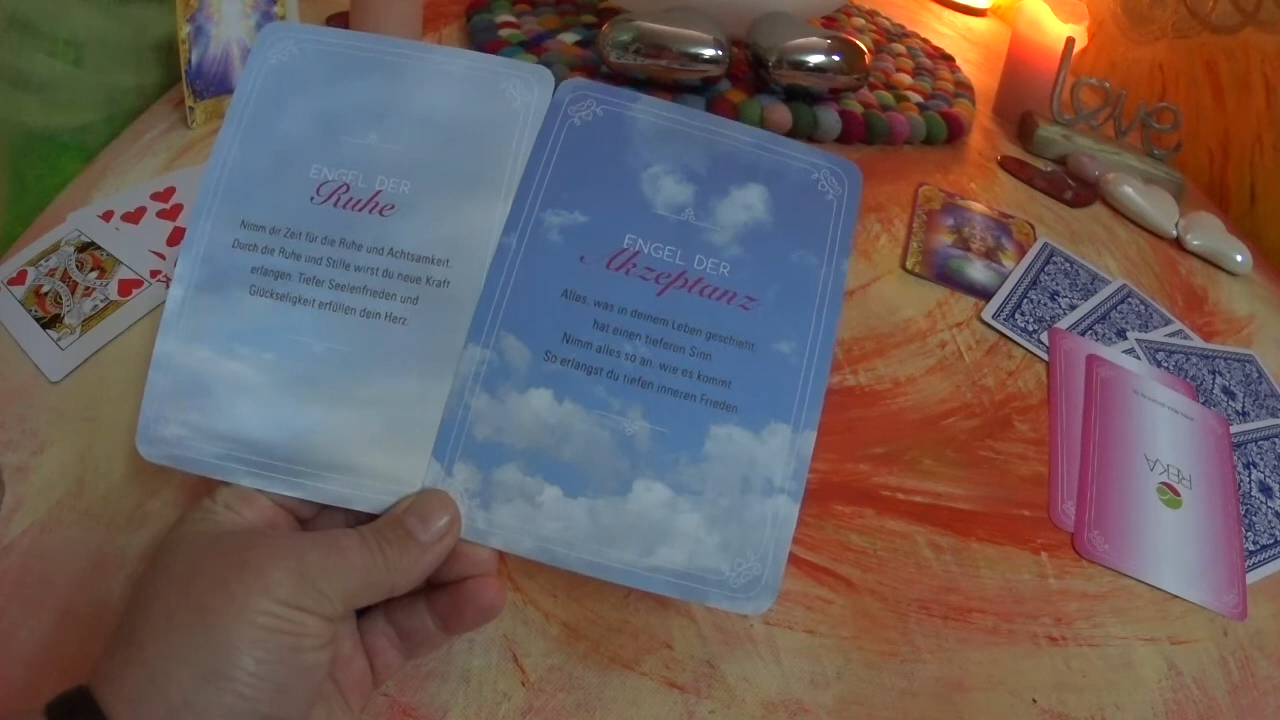 ENGEL DER
Ruhe
Nimm dir Zeit für die Ruhe und Achtsamkeit.
Durch die Ruhe und Stille wirst du neue Kraft
erlangen. Tiefer Seelenfrieden und
Glückseligkeit erfüllen dein Herz.
ENGEL DER
Akzeptanz
Alles, was in deinem Leben geschieht,
hat einen tieferen Sinn.
Nimm alles so an, wie es kommt.
So erlangst du tiefen inneren Frieden.
love
REKA